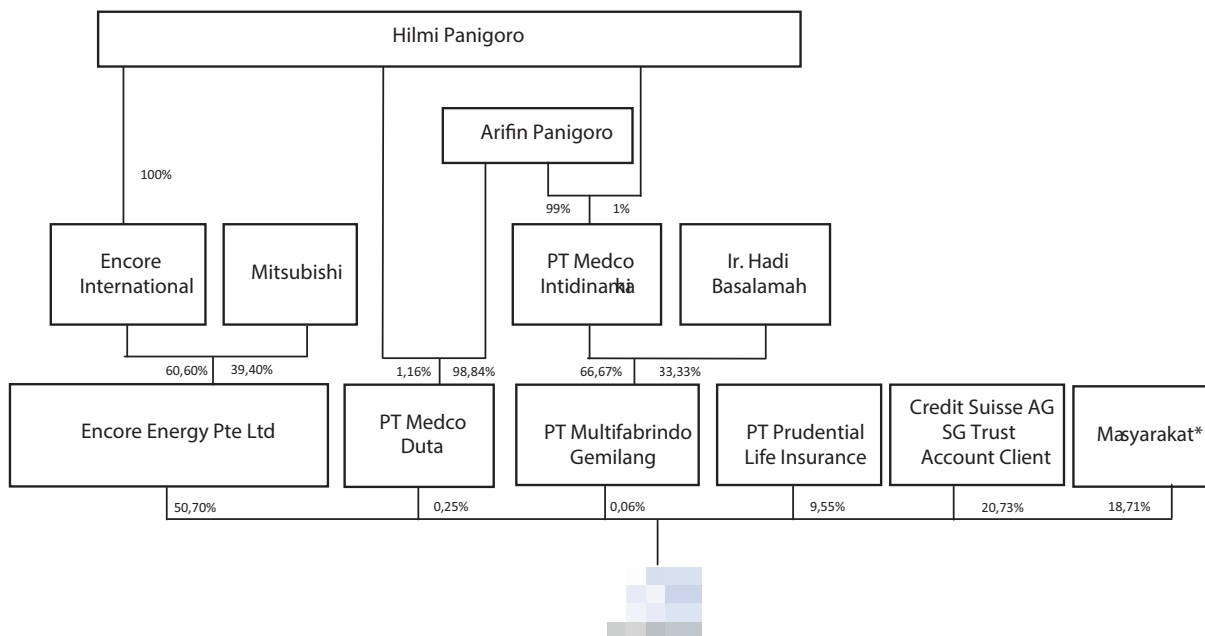 Hilmi Panigoro
Arifin Panigoro
100%
99%
1%
Encore
International
Mitsubishi
PT Medco
Intidinamika
Ir. Hadi
Basalamah
60,60%
39,40%
1,16%
98,84%
66,67%
33,33%
Encore Energy Pte Ltd
PT Medco
Duta
PT Multifabrindo
Gemilang
PT Prudential
Life Insurance
Credit Suisse AG
SG Trust
Account Client
Masyarakat*
50,70%
0,25%
0,06%
9,55%
20,73%
18,71%